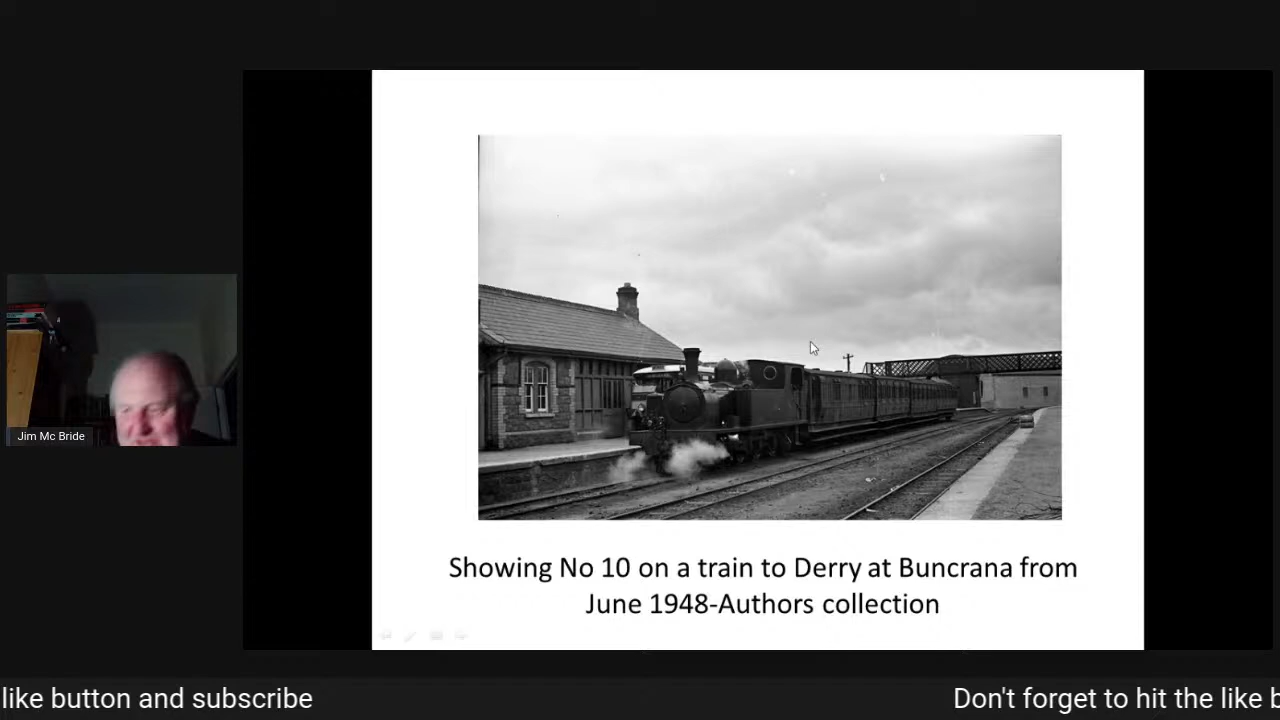 Jim Mc Bride
Showing No 10 on a train to Derry at Buncrana from
June 1948-Authors collection
like button and subscribe
Don't forget to hit the like b